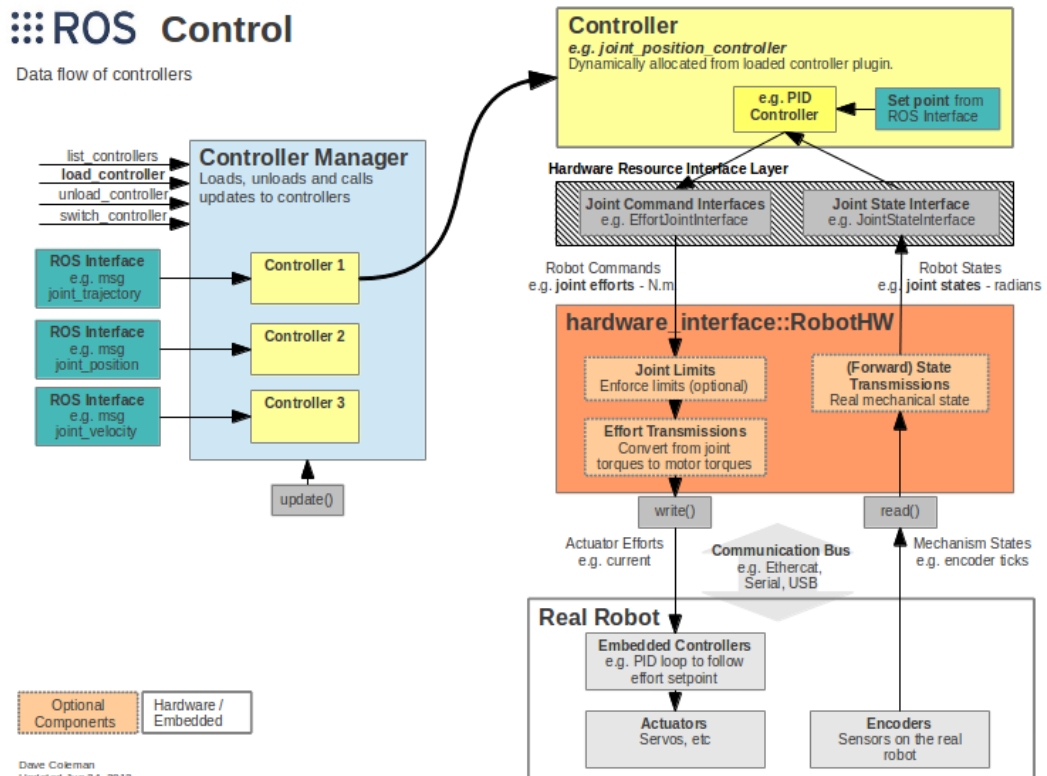 ROS Control
Data flow of controllers
list_controllers
load_controller
unload_controller
switch_controller
Controller Manager
Loads, unloads and calls
updates to controllers
ROS Interface
e.g. msg
joint_trajectory
Controller 1
ROS Interface
e.g. msg
joint_position
Controller 2
ROS Interface
e.g. msg
joint_velocity
Controller 3
update()
Controller
e.g. joint_position_controller
Dynamically allocated from loaded controller plugin.
e.g. PID
Controller
Set point from
ROS Interface
Hardware Resource Interface Layer
Joint Command Interfaces
e.g. EffortJointInterface
Joint State Interface
e.g. JointStateInterface
Robot Commands
e.g. joint efforts - N.m
Robot States
e.g. joint states - radians
hardware_interface::RobotHW
Joint Limits
Enforce limits (optional)
Effort Transmissions
Convert from joint
torques to motor torques
(Forward) State
Transmissions
Real mechanical state
write()
read()
Actuator Efforts
e.g. current
Communication Bus
e.g. Ethercat,
Serial, USB
Mechanism States
e.g. encoder ticks
Real Robot
Embedded Controllers
e.g. PID loop to follow
effort setpoint
Actuators
Servos, etc
Encoders
Sensors on the real
robot
Optional
Components
Hardware /
Embedded
Dave Coleman